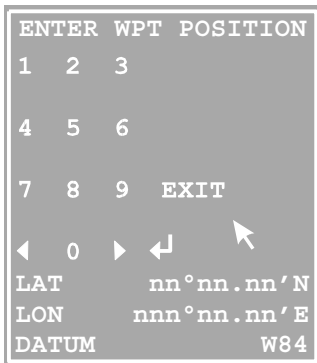 ENTER WPT POSITION
1 2 3
4 5 6
7 8 9 EXIT
◀ 0 ▶ ↵
LAT nn°nn.nn'N
LON nnn°nn.nn'E
DATUM W84